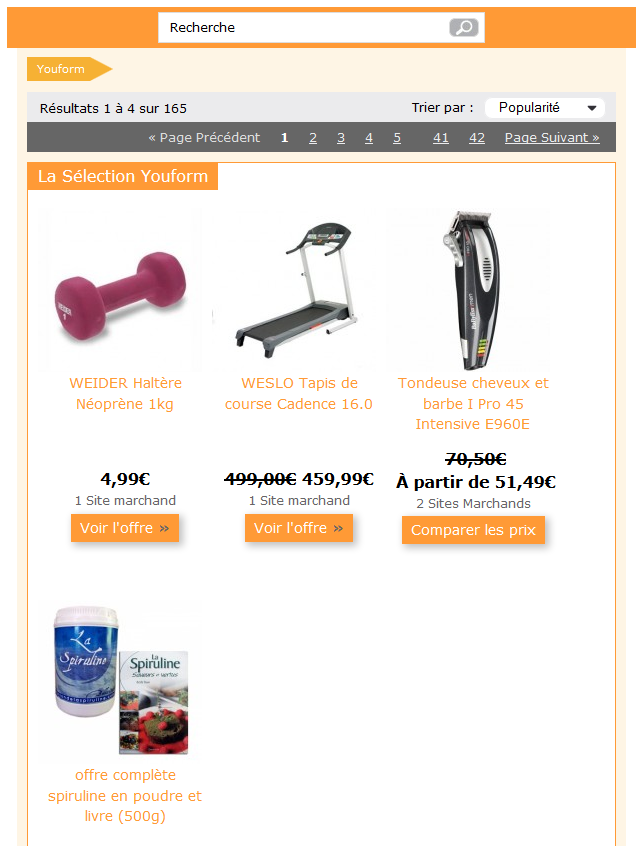 Recherche
Youform
Résultats 1 à 4 sur 165
Trier par : Popularité
« Page Précédent 1 2 3 4 5 41 42 Page Suivant »
La Sélection Youform
WEIDER
1
WEIDER Haltère
Néoprène 1kg
4,99€
1 Site marchand
Voir l'offre »
WESLO Tapis de
course Cadence 16.0
499,00€ 459,99€
1 Site marchand
Voir l'offre »
Tondeuse cheveux et
barbe I Pro 45
Intensive E960E
70,50€
À partir de 51,49€
2 Sites Marchands
Comparer les prix
La
Spiruline
La
Spiruline
Saveurs vertes
offre complète
spiruline en poudre et
livre (500g)